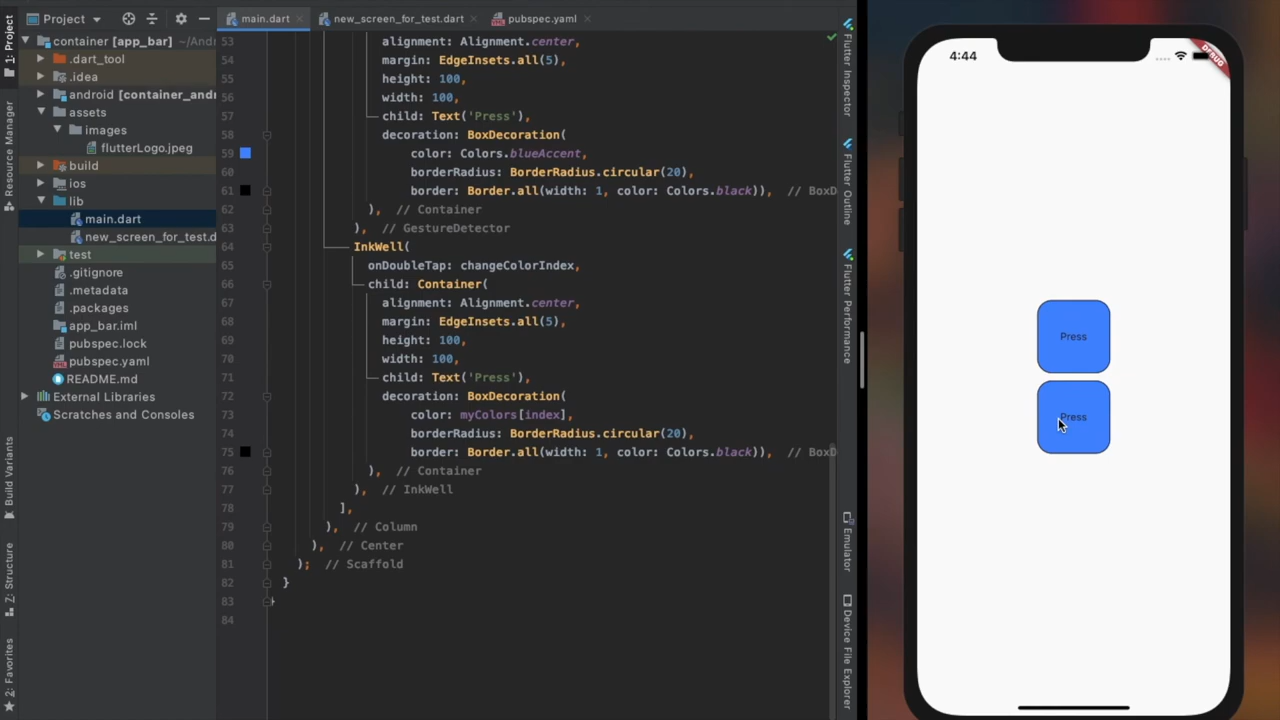 1: Project
Resource Manager
Build Variants
7: Structure
2: Favorites
Project
container [app_bar] ~/And
.dart_tool
.idea
android [container_andr
assets
images
flutterLogo.jpeg
build
ios
lib
main.dart
new_screen_for_test.d
test
.gitignore
.metadata
.packages
app_bar.iml
pubspec.lock
pubspec.yaml
README.md
External Libraries
Scratches and Consoles
main.dart
new_screen_for_test.dart
pubspec.yaml
53 alignment: Alignment.center,
54 margin: EdgeInsets.all(5),
55 height: 100,
56 width: 100,
57 child: Text('Press'),
58 decoration: BoxDecoration(
59 color: Colors.blueAccent,
60 borderRadius: BorderRadius.circular(20),
61 border: Border.all(width: 1, color: Colors.black)), // BoxD
62 ), // Container
63 ), // GestureDetector
64 InkWell(
65 onDoubleTap: changeColorIndex,
66 child: Container(
67 alignment: Alignment.center,
68 margin: EdgeInsets.all(5),
69 height: 100,
70 width: 100,
71 child: Text('Press'),
72 decoration: BoxDecoration(
73 color: myColors[index],
74 borderRadius: BorderRadius.circular(20),
75 border: Border.all(width: 1, color: Colors.black)), // BoxD
76 ), // Container
77 ), // InkWell
78 ],
79 ), // Column
80 ), // Center
81 ); // Scaffold
82 }
83 }
84
Flutter Inspector
Flutter Outline
Flutter Performance
Emulator
Device File Explorer
4:44
DEBUG
Press
Press